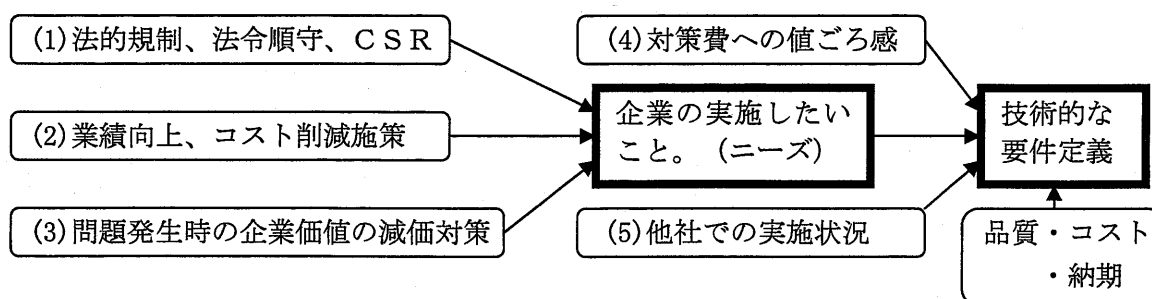 (1)法的規制、法令順守、ＣＳＲ
(2)業績向上、コスト削減施策
(3)問題発生時の企業価値の減価対策
(4)対策費への値ごろ感
企業の実施したい
こと。（ニーズ）
(5)他社での実施状況
技術的な
要件定義
品質・コスト
・納期